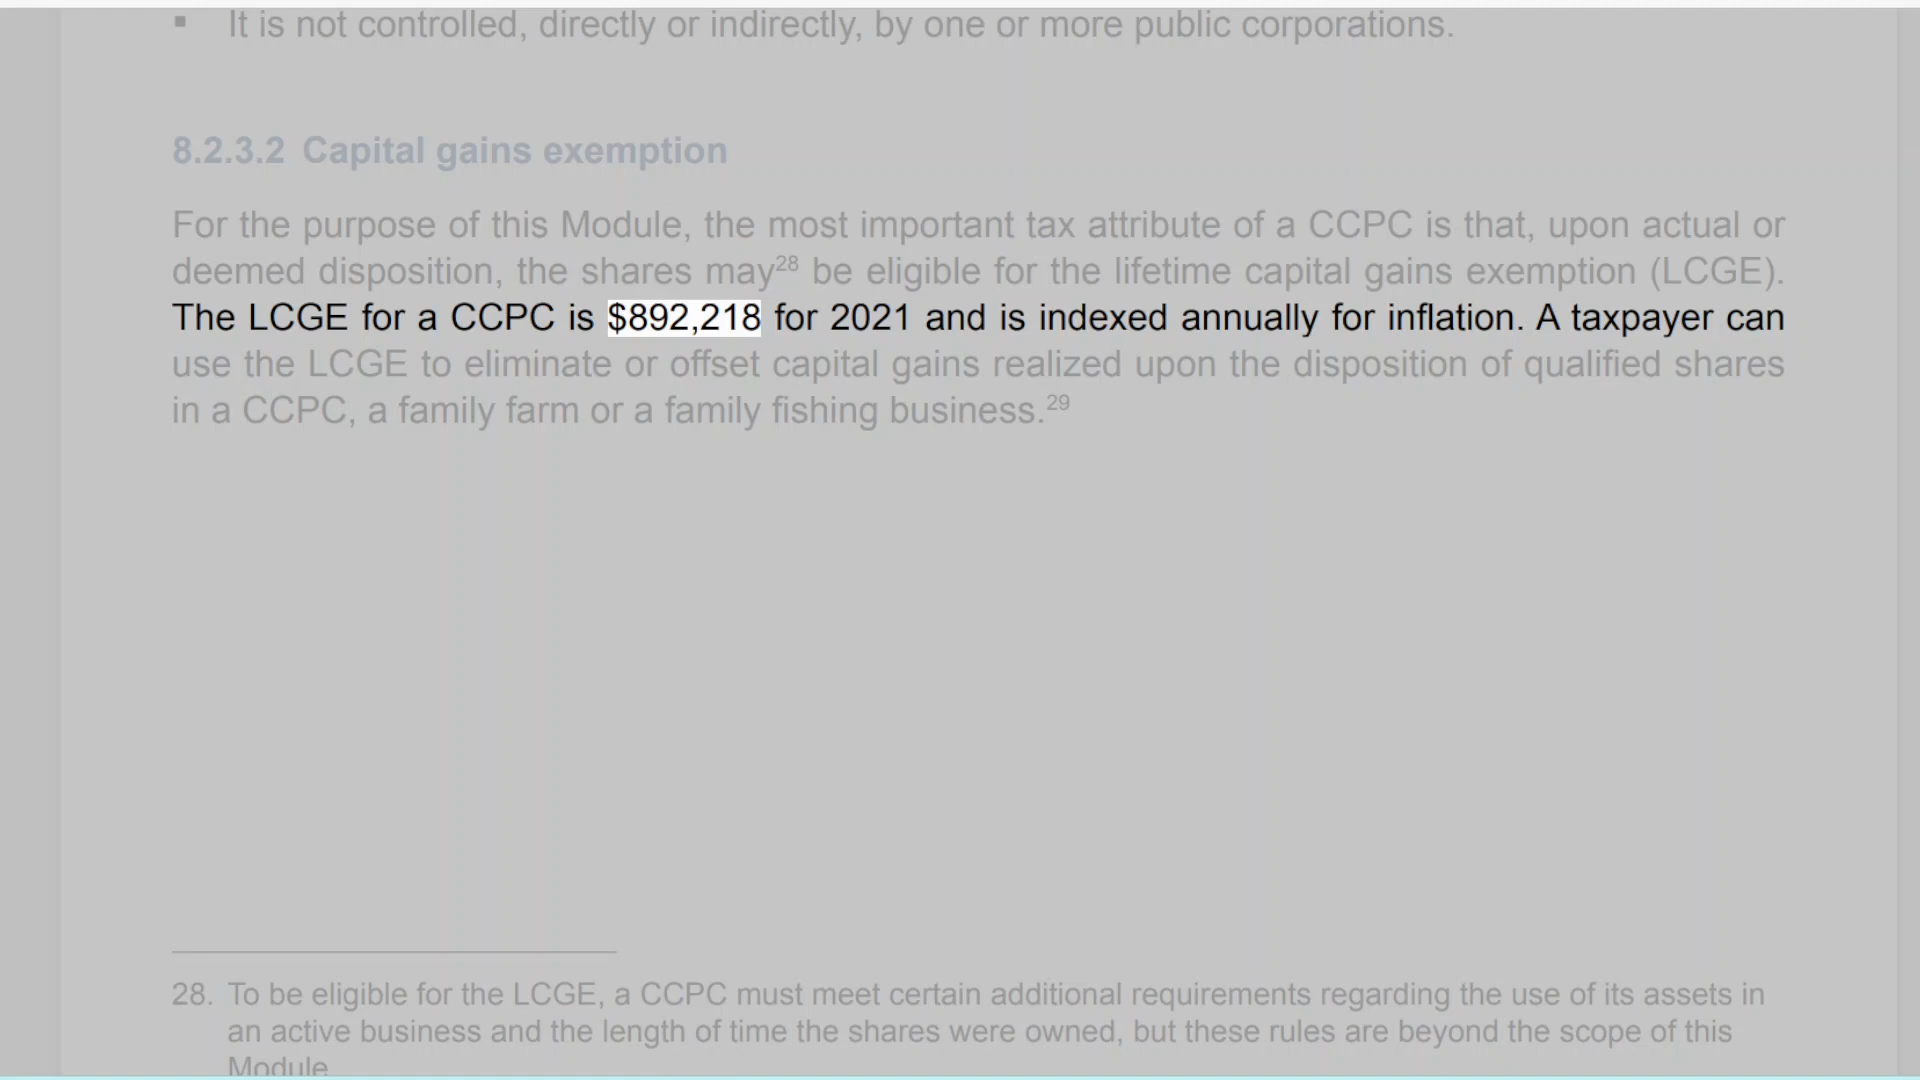 ▪ It is not controlled, directly or indirectly, by one or more public corporations.
8.2.3.2 Capital gains exemption
For the purpose of this Module, the most important tax attribute of a CCPC is that, upon actual or
deemed disposition, the shares may28 be eligible for the lifetime capital gains exemption (LCGE).
The LCGE for a CCPC is $892,218 for 2021 and is indexed annually for inflation. A taxpayer can
use the LCGE to eliminate or offset capital gains realized upon the disposition of qualified shares
in a CCPC, a family farm or a family fishing business.29
28. To be eligible for the LCGE, a CCPC must meet certain additional requirements regarding the use of its assets in
an active business and the length of time the shares were owned, but these rules are beyond the scope of this
Module